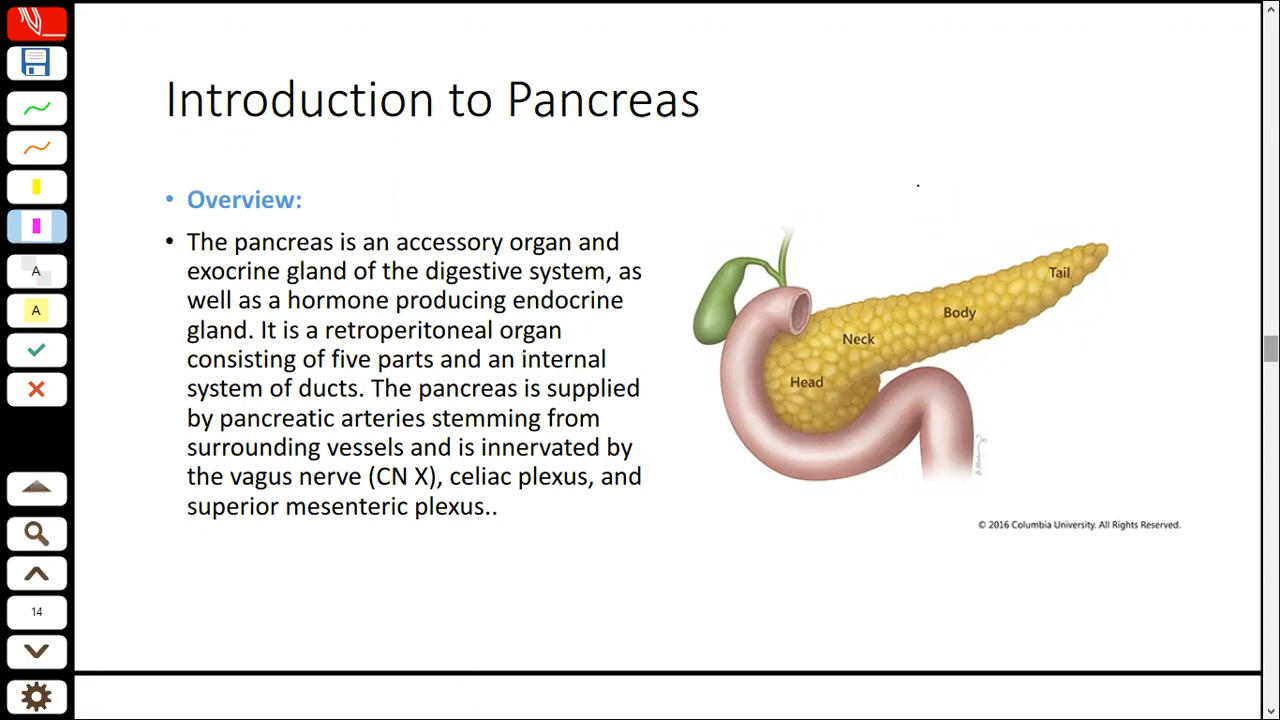 Introduction to Pancreas
• Overview:
• The pancreas is an accessory organ and
exocrine gland of the digestive system, as
well as a hormone producing endocrine
gland. It is a retroperitoneal organ
consisting of five parts and an internal
system of ducts. The pancreas is supplied
by pancreatic arteries stemming from
surrounding vessels and is innervated by
the vagus nerve (CN X), celiac plexus, and
superior mesenteric plexus..
Tail
Body
Neck
Head
© 2016 Columbia University. All Rights Reserved.
A
A
14